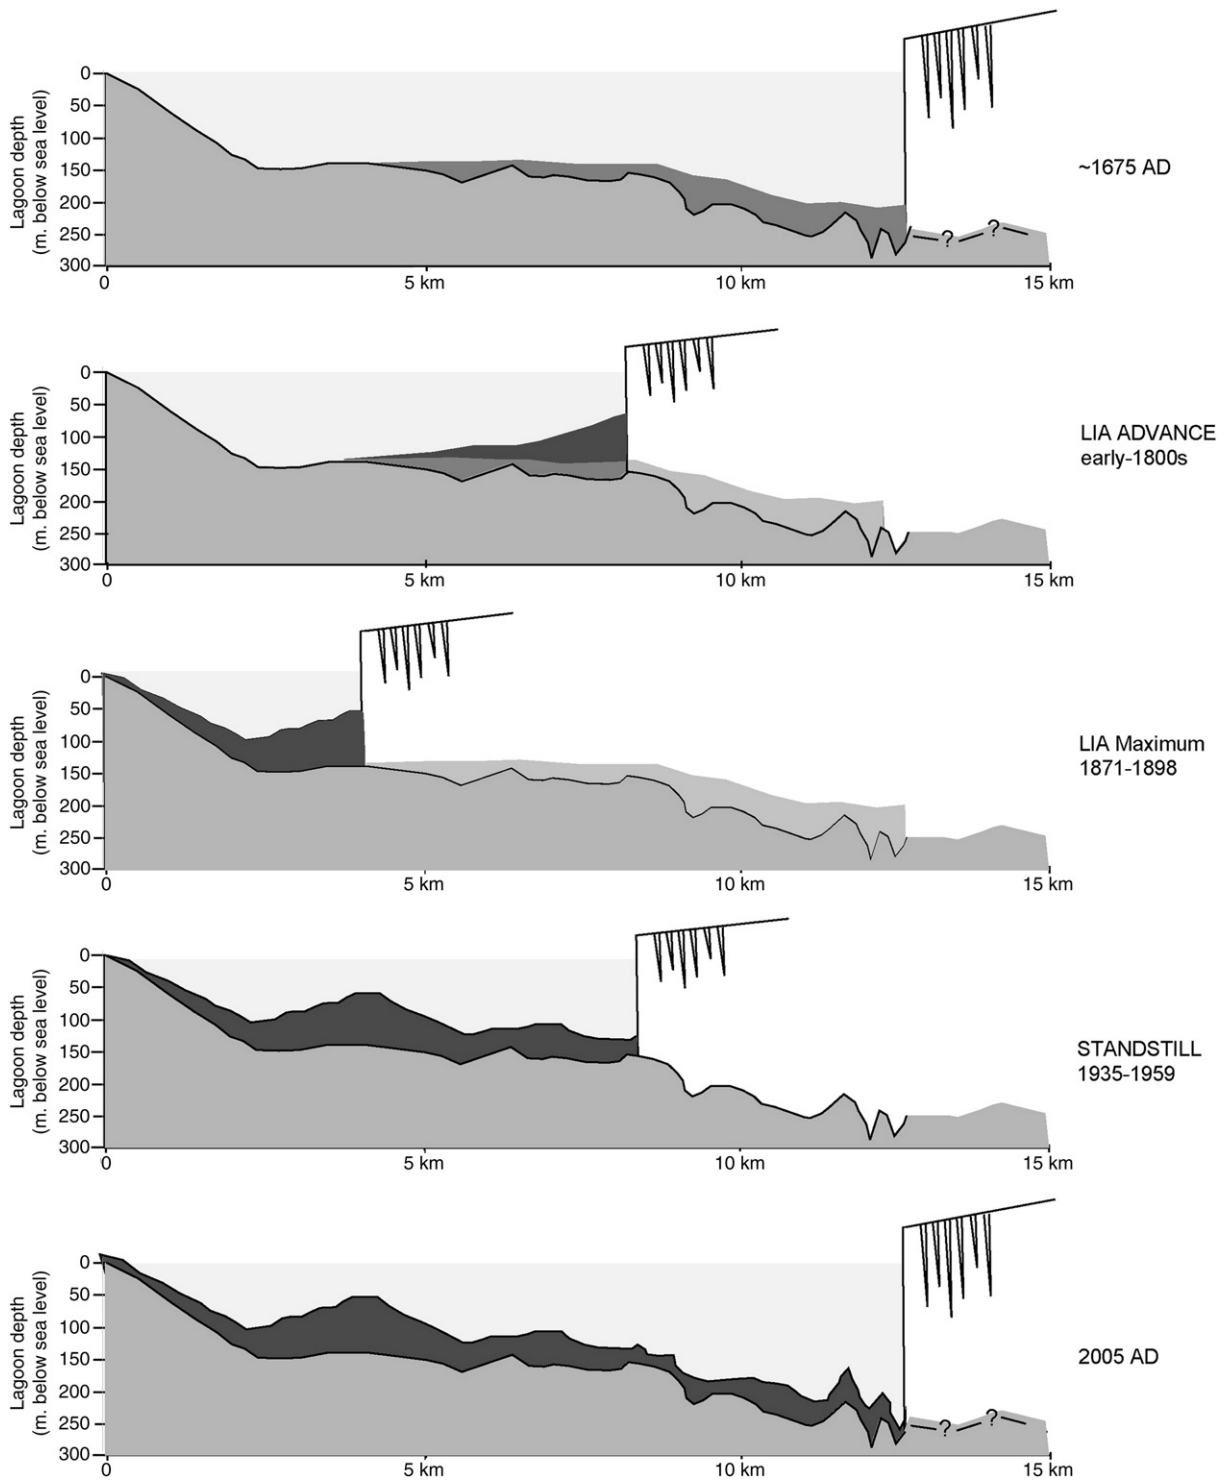 Lagoon depth
(m. below sea level)
0
50
100
150
200
250
300
0
5 km
10 km
15 km
? ?
~1675 AD
Lagoon depth
(m. below sea level)
0
50
100
150
200
250
300
0
5 km
10 km
15 km
LIA ADVANCE
early-1800s
Lagoon depth
(m. below sea level)
0
50
100
150
200
250
300
0
5 km
10 km
15 km
LIA Maximum
1871-1898
Lagoon depth
(m. below sea level)
0
50
100
150
200
250
300
0
5 km
10 km
15 km
STANDSTILL
1935-1959
Lagoon depth
(m. below sea level)
0
50
100
150
200
250
300
0
5 km
10 km
15 km
? ?
2005 AD